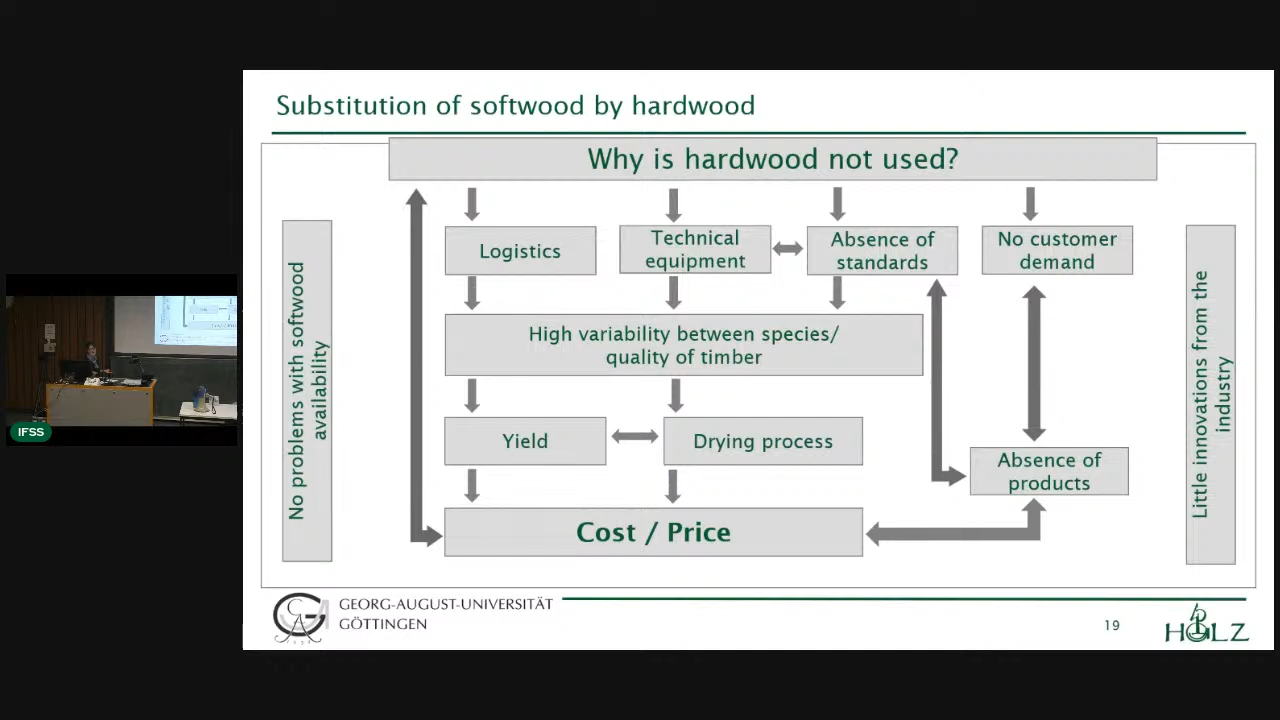 Substitution of softwood by hardwood
Why is hardwood not used?
No problems with softwood
availability
Logistics
Technical
equipment
Absence of
standards
No customer
demand
High variability between species/
quality of timber
Yield
Drying process
Absence of
products
Cost / Price
Little innovations from the
industry
IFSS
GEORG-AUGUST-UNIVERSITÄT
GÖTTINGEN
19
HOLZ